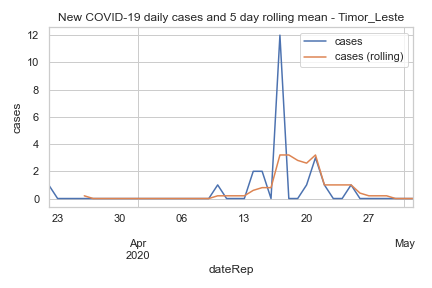 New COVID-19 daily cases and 5 day rolling mean - Timor_Leste
cases
cases (rolling)
12
10
8
6
4
2
0
cases
23
30
06
13
20
27
Apr
2020
May
dateRep